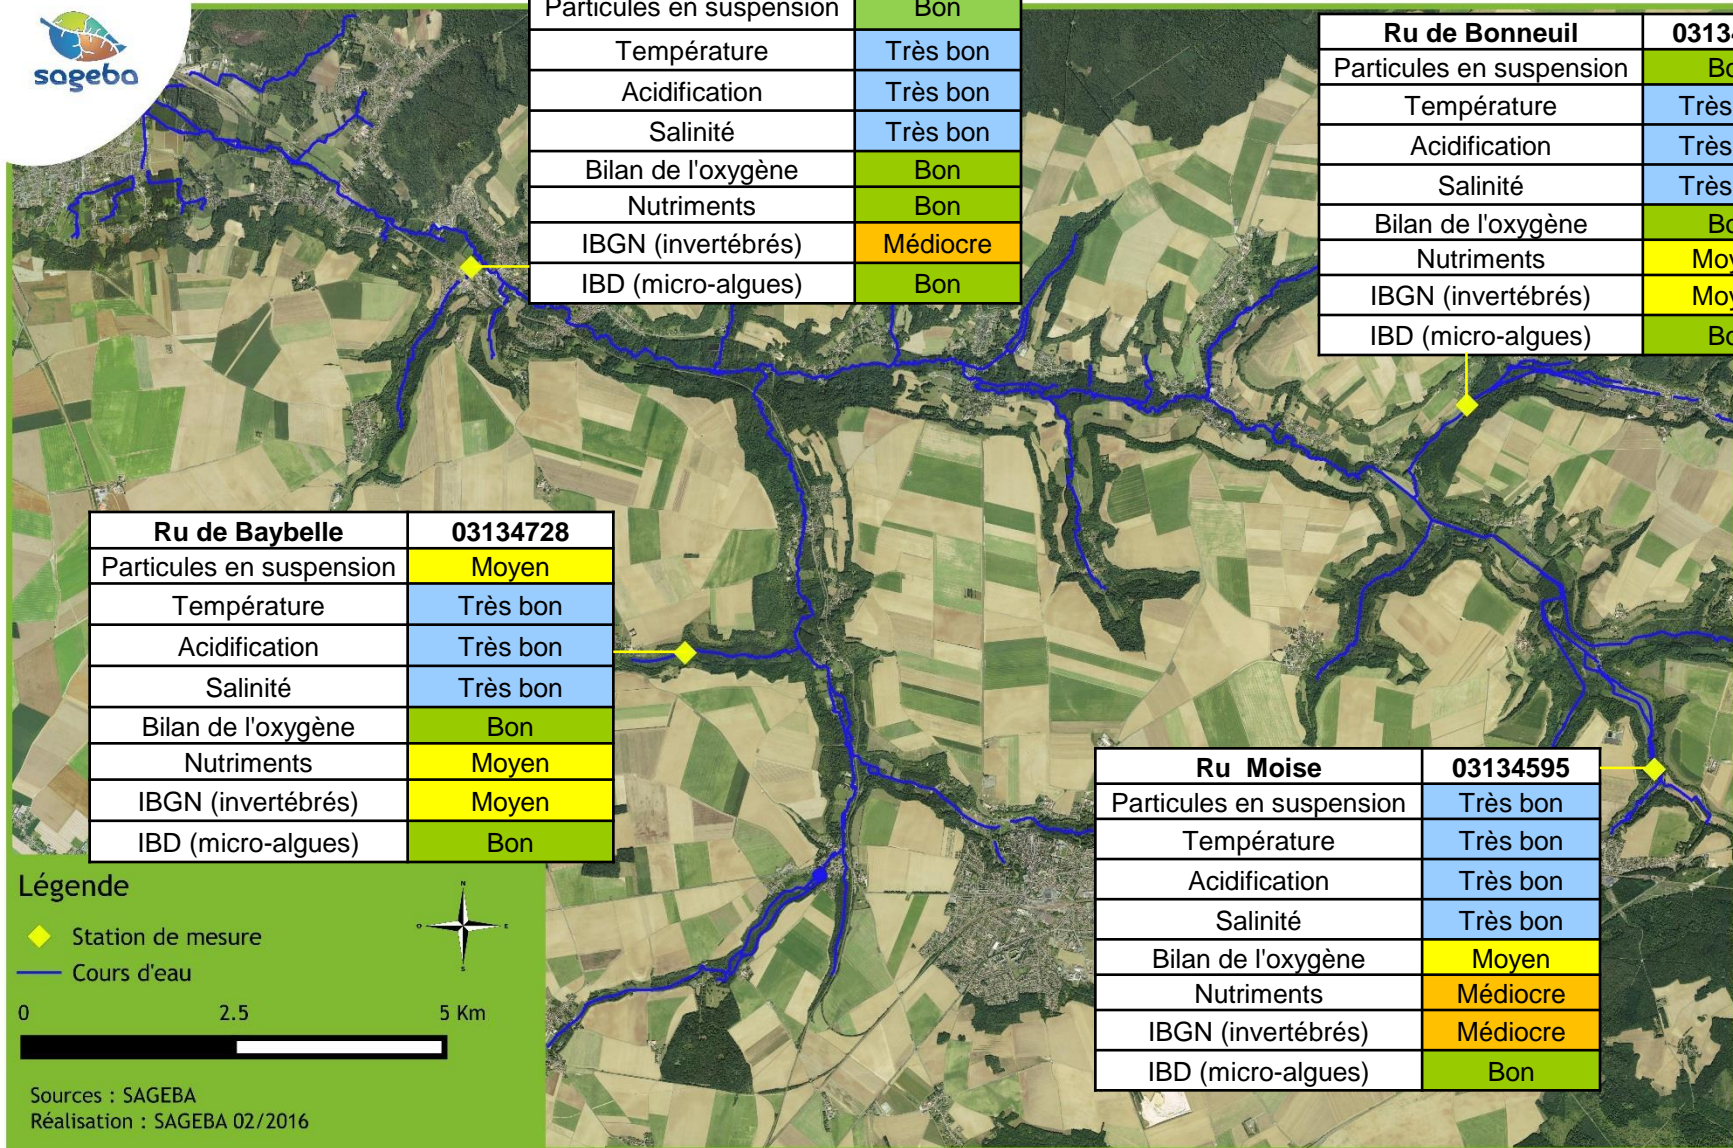 sageba
Particules en suspension Bon
Température Très bon
Acidification Très bon
Salinité Très bon
Bilan de l'oxygène Bon
Nutriments Bon
IBGN (invertébrés) Médiocre
IBD (micro-algues) Bon
Ru de Bonneuil 0313
Particules en suspension
Température Très
Acidification Très
Salinité Très
Bilan de l'oxygène
Nutriments
IBGN (invertébrés)
IBD (micro-algues)
Ru de Baybelle 03134728
Particules en suspension Moyen
Température Très bon
Acidification Très bon
Salinité Très bon
Bilan de l'oxygène Bon
Nutriments Moyen
IBGN (invertébrés) Moyen
IBD (micro-algues) Bon
Ru Moise 03134595
Particules en suspension Très bon
Température Très bon
Acidification Très bon
Salinité Très bon
Bilan de l'oxygène Moyen
Nutriments Médiocre
IBGN (invertébrés) Médiocre
IBD (micro-algues) Bon
Légende
Station de mesure
Cours d'eau
N
O E
S
0 2.5 5 Km
Sources : SAGEBA
Réalisation : SAGEBA 02/2016